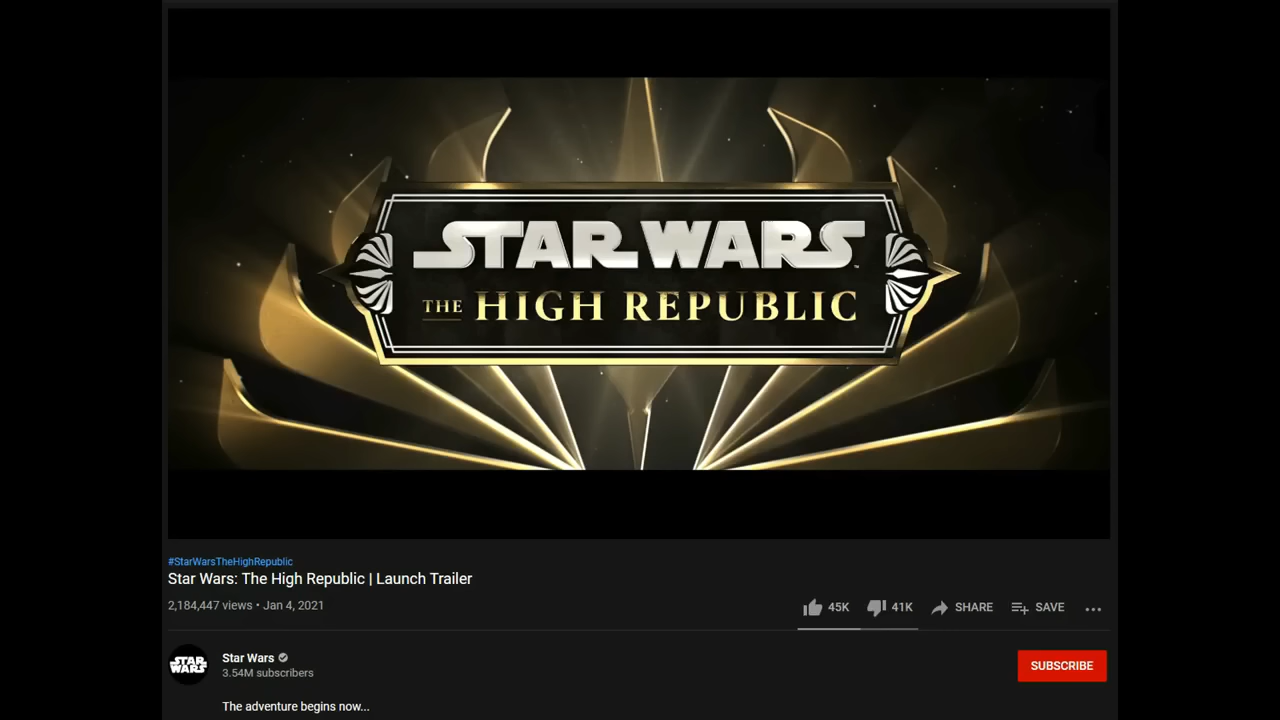 STAR WARS
™
THE HIGH REPUBLIC
#StarWarsTheHighRepublic
Star Wars: The High Republic | Launch Trailer
2,184,447 views • Jan 4, 2021
45K 41K SHARE SAVE ...
STAR WARS
Star Wars
3.54M subscribers
SUBSCRIBE
The adventure begins now...